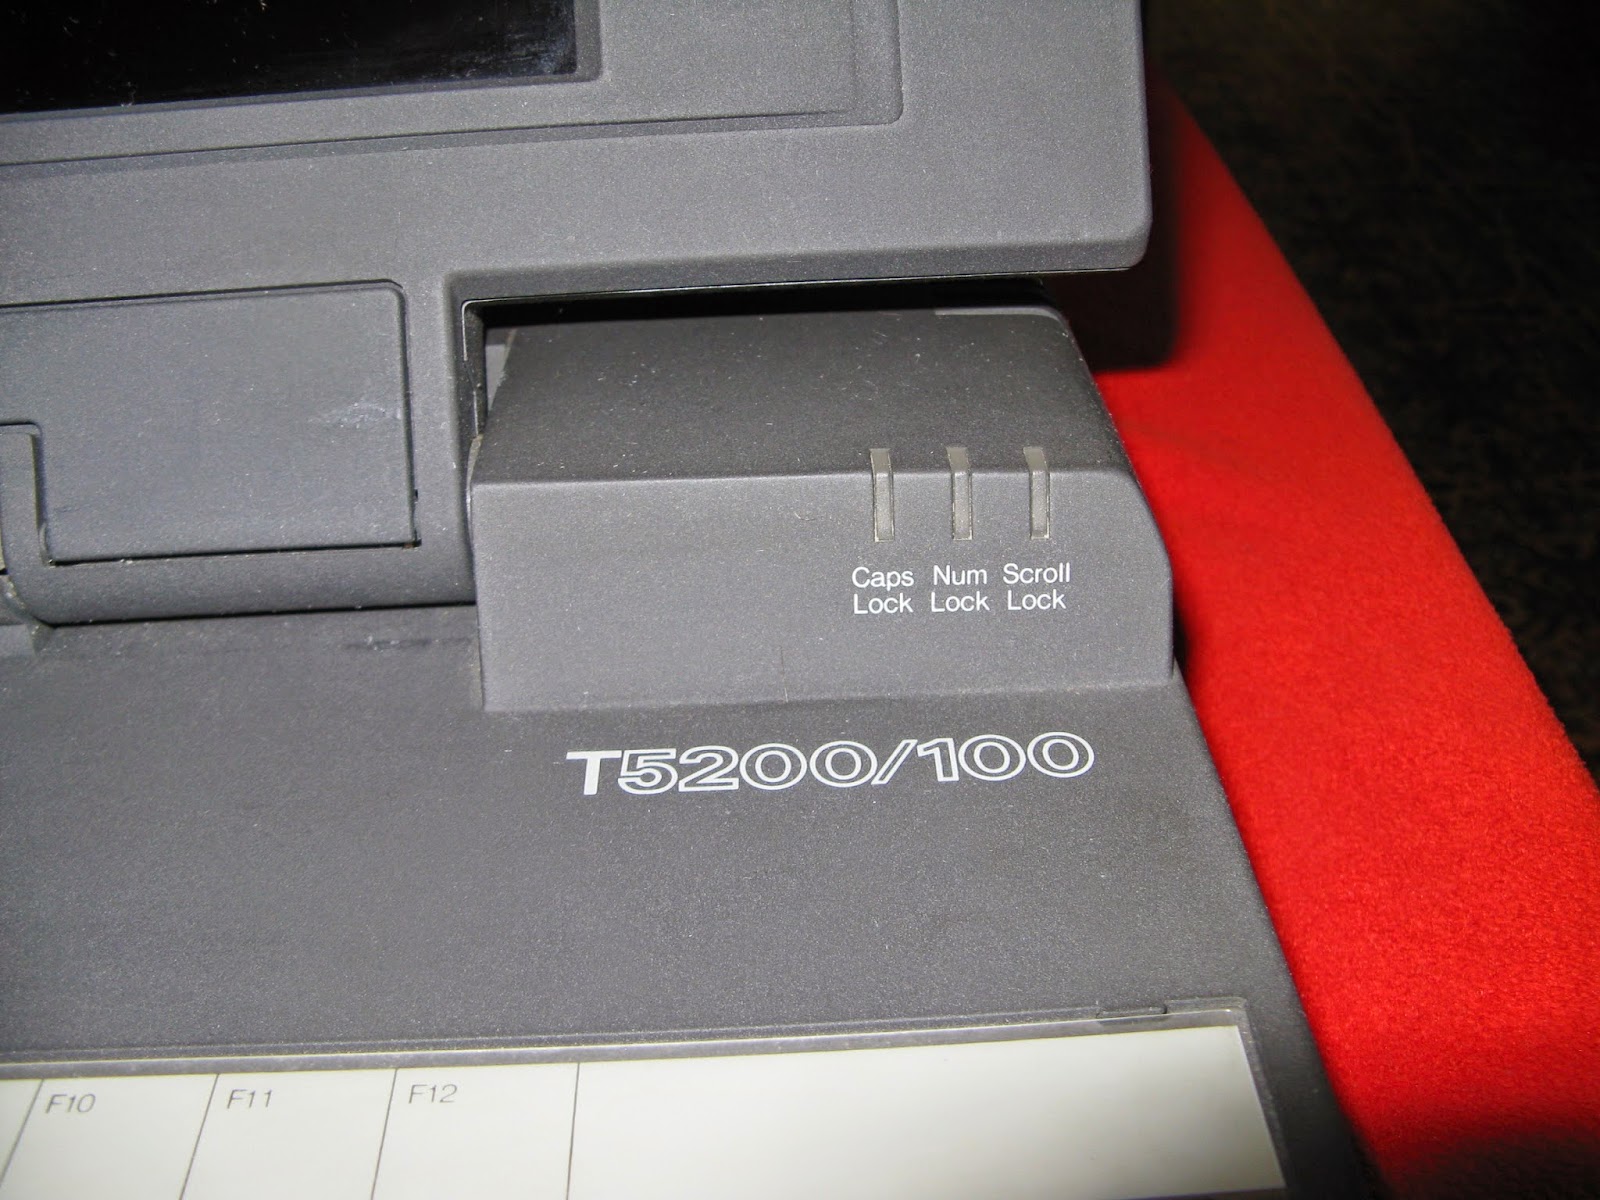 Caps Num Scroll
Lock Lock Lock
T5200/100
F10 F11 F12